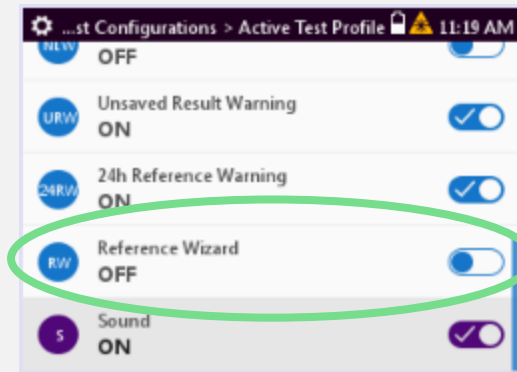 ...st Configurations > Active Test Profile 11:19 AM
NLW
OFF
URW
Unsaved Result Warning
ON
24RW
24h Reference Warning
ON
RW
Reference Wizard
OFF
S
Sound
ON